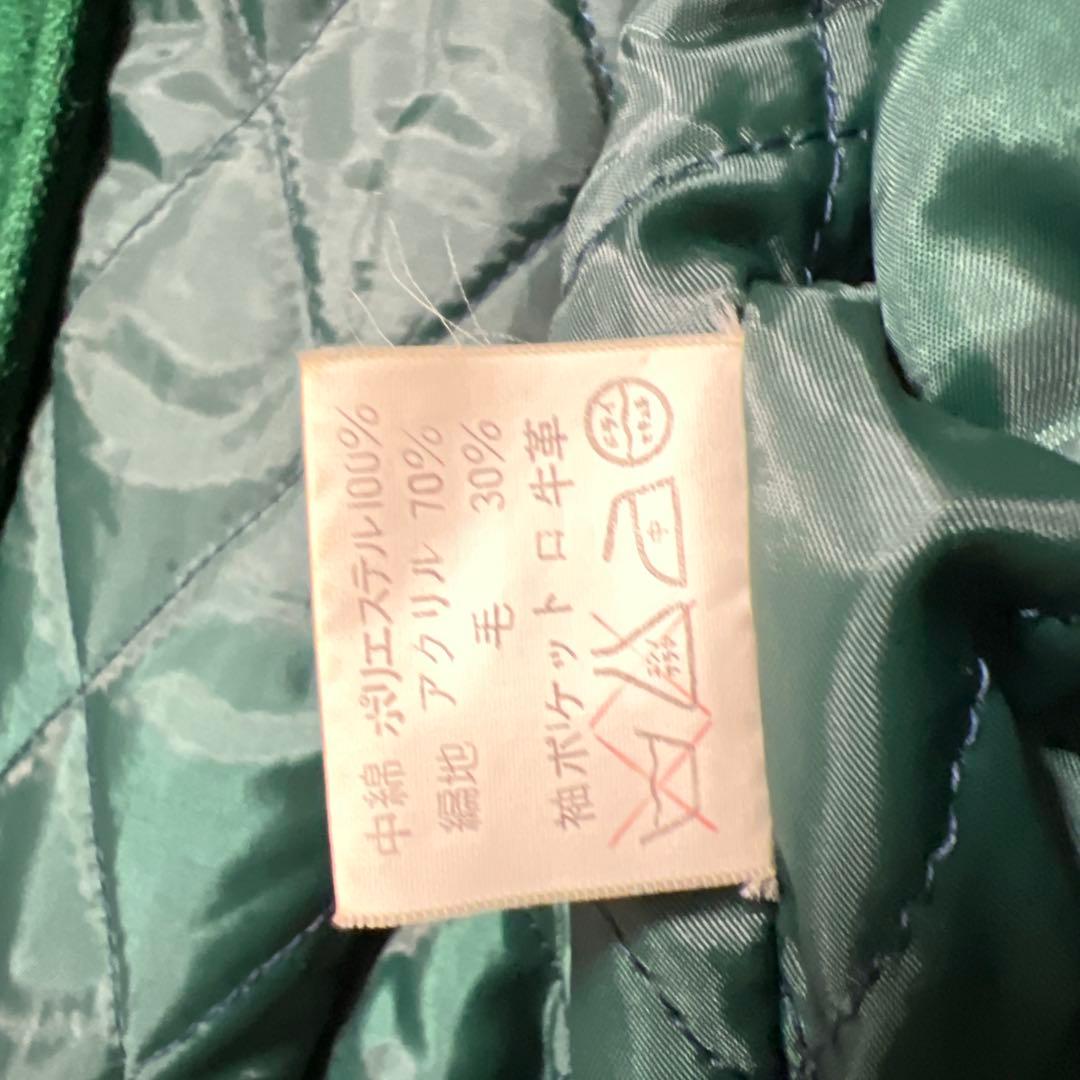 中綿 ポリエステル100%
編地 アクリル 70%
毛 30%
袖 ポケット口 牛革
中